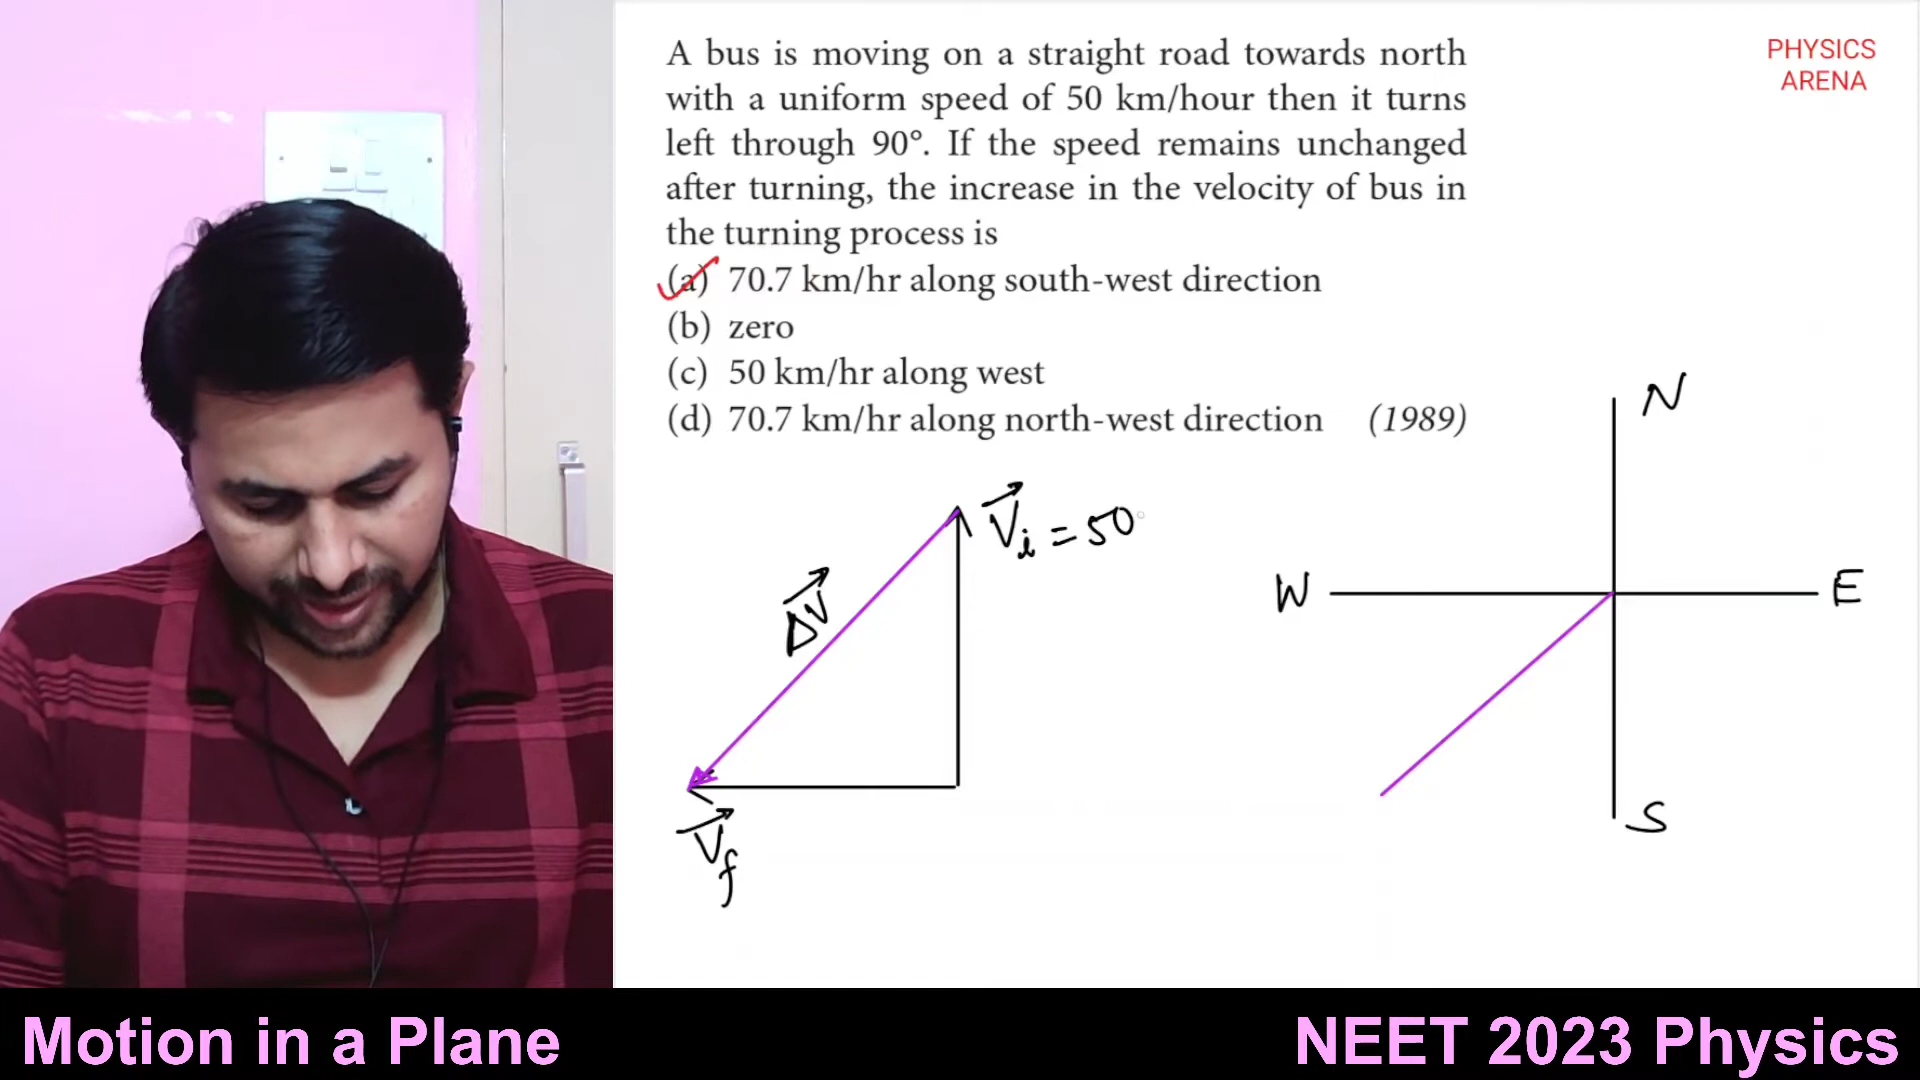 A bus is moving on a straight road towards north
with a uniform speed of 50 km/hour then it turns
left through 90°. If the speed remains unchanged
after turning, the increase in the velocity of bus in
the turning process is
(a) 70.7 km/hr along south-west direction
(b) zero
(c) 50 km/hr along west
(d) 70.7 km/hr along north-west direction (1989)
PHYSICS
ARENA
V⃗i = 50
ΔV⃗
V⃗f
N
W
E
S
Motion in a Plane
NEET 2023 Physics